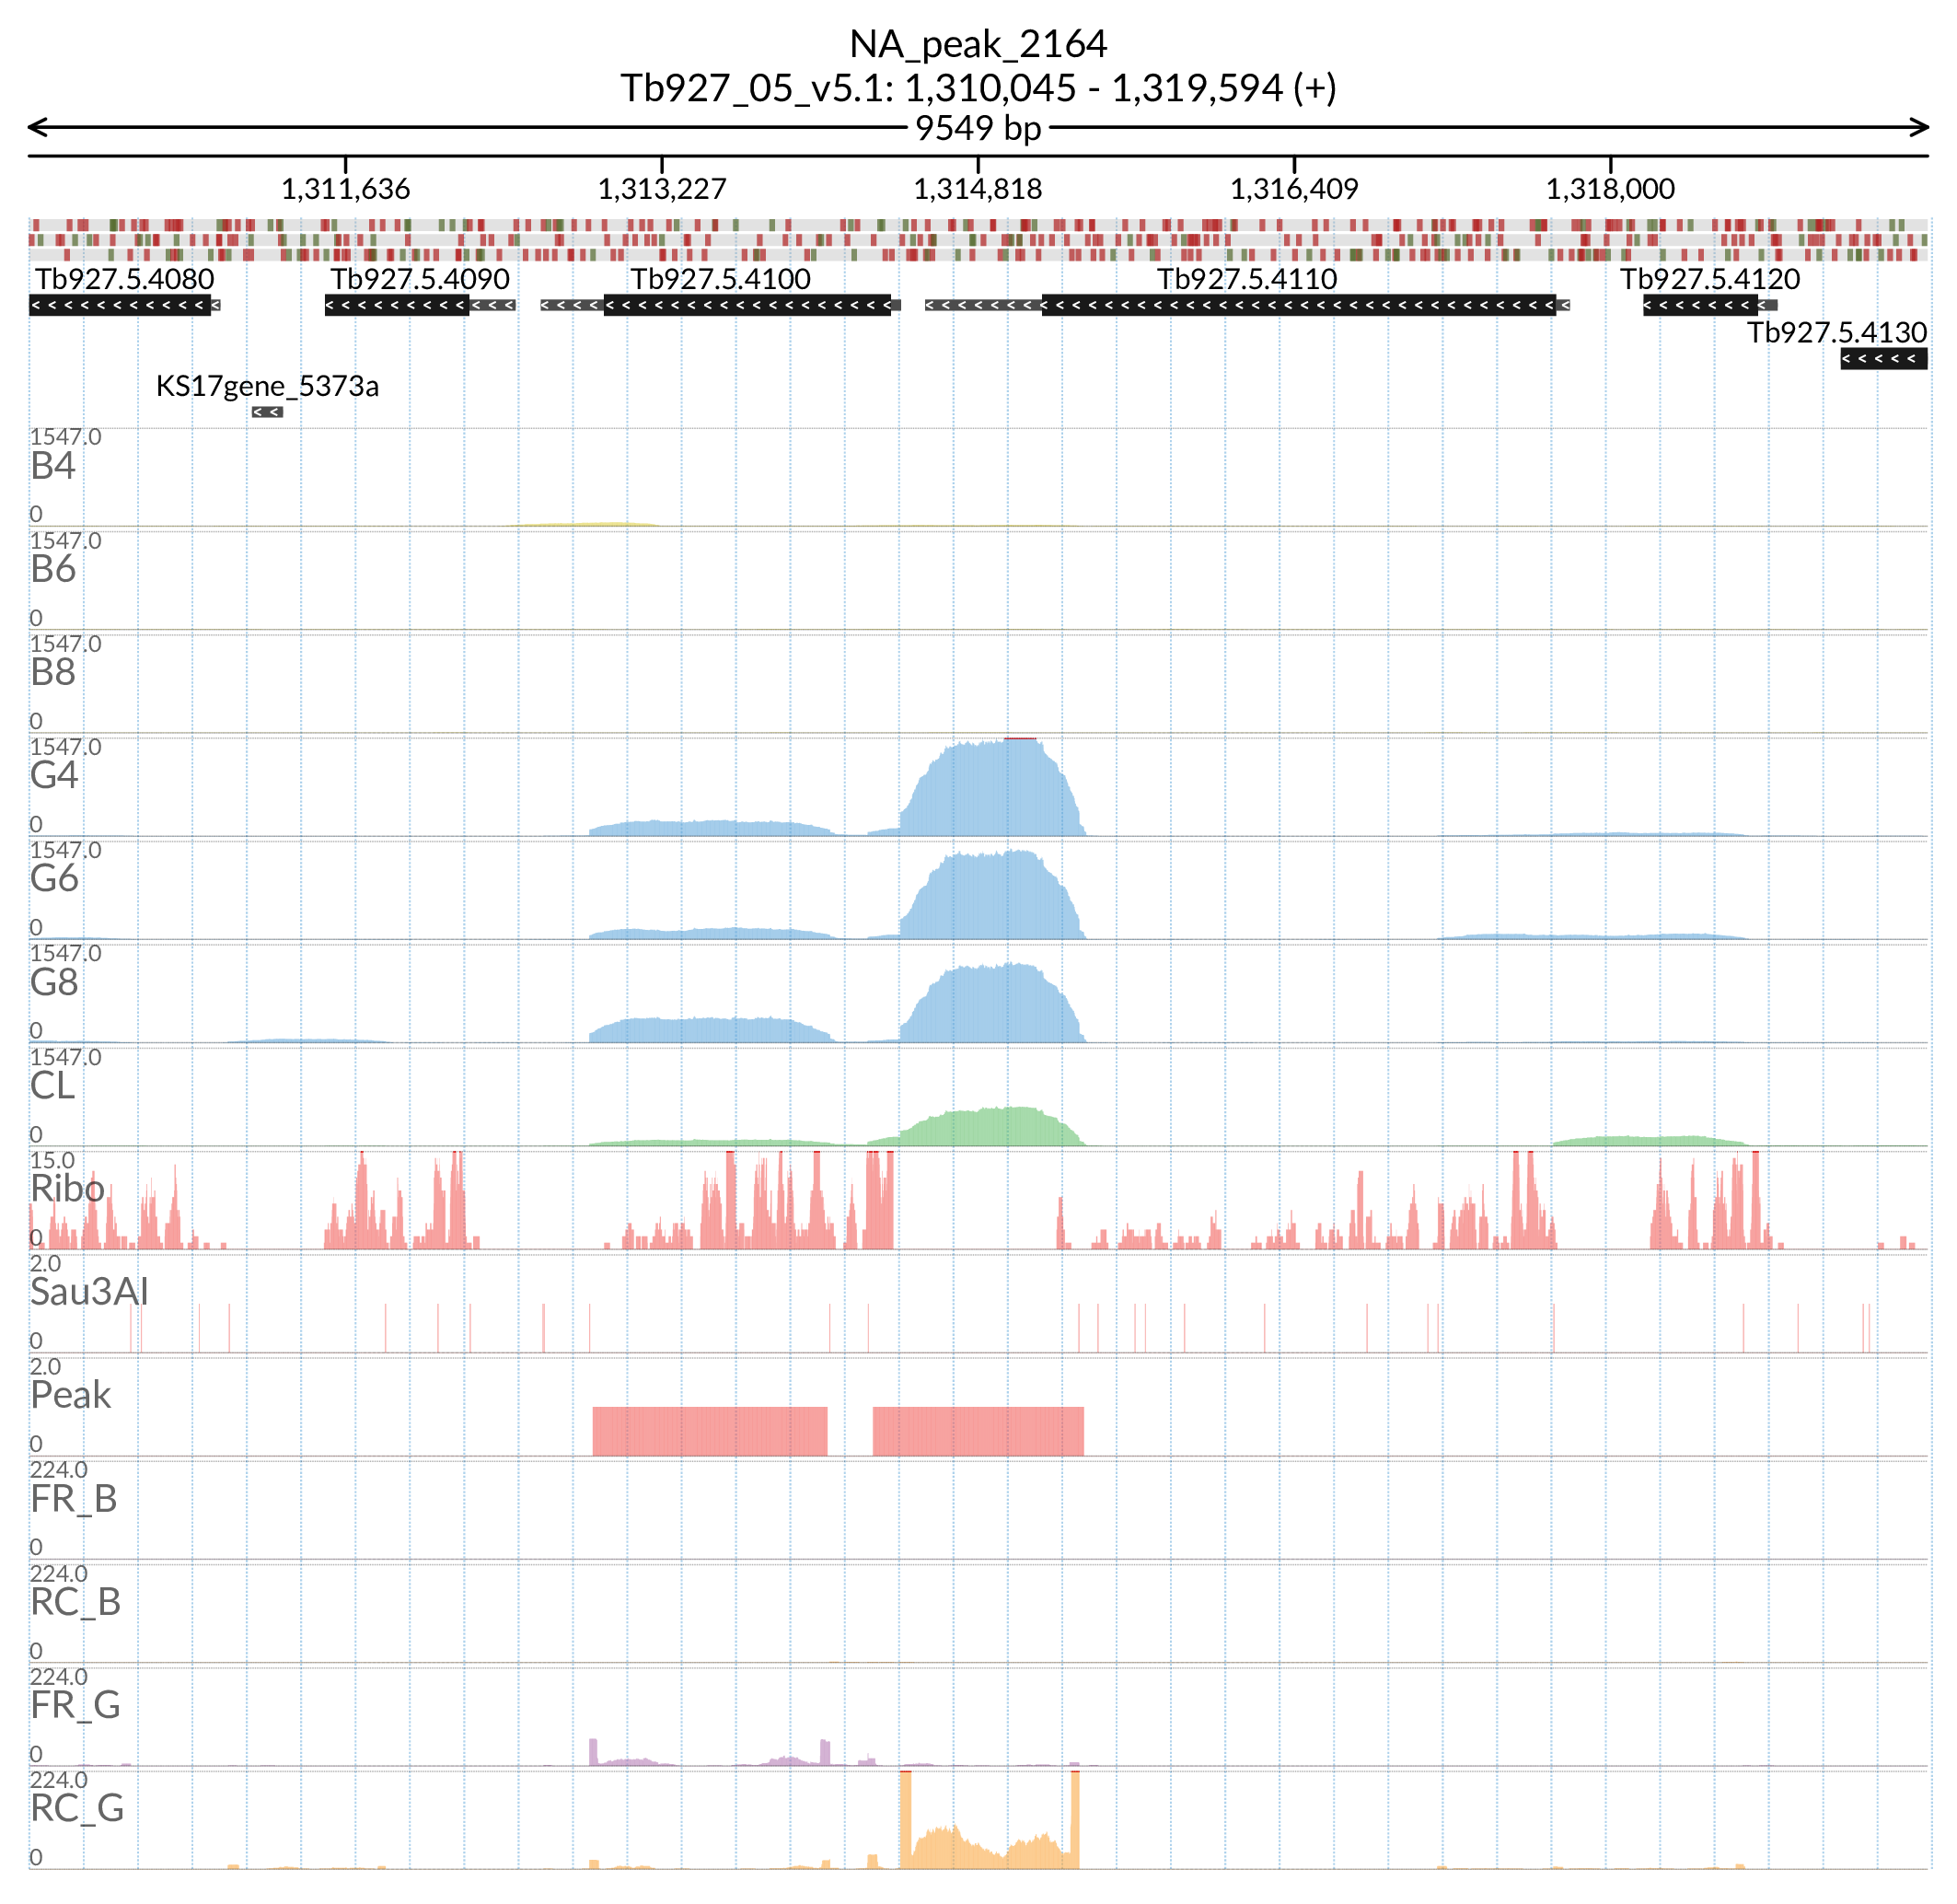 NA_peak_2164
Tb927_05_v5.1: 1,310,045 - 1,319,594 (+)
9549 bp
1,311,636 1,313,227 1,314,818 1,316,409 1,318,000
Tb927.5.4080 Tb927.5.4090 Tb927.5.4100 Tb927.5.4110 Tb927.5.4120
Tb927.5.4130
KS17gene_5373a
1547.0
B4
0
1547.0
B6
0
1547.0
B8
0
1547.0
G4
0
1547.0
G6
0
1547.0
G8
0
1547.0
CL
0
15.0
Ribo
0
2.0
Sau3AI
0
2.0
Peak
0
224.0
FR_B
0
224.0
RC_B
0
224.0
FR_G
0
224.0
RC_G
0